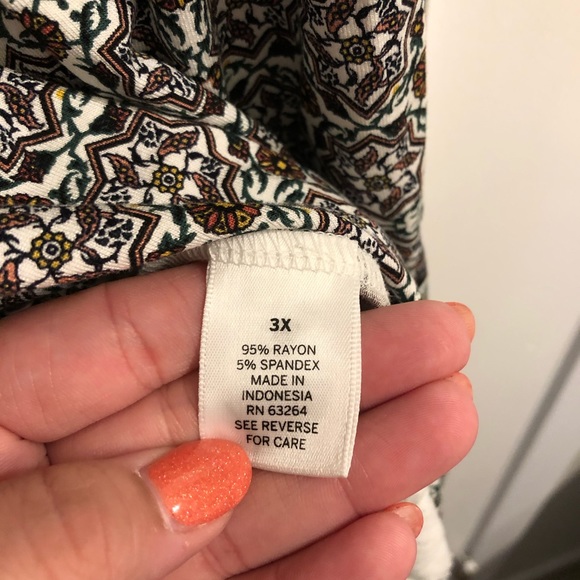 3X
95% RAYON
5% SPANDEX
MADE IN
INDONESIA
RN 63264
SEE REVERSE
FOR CARE